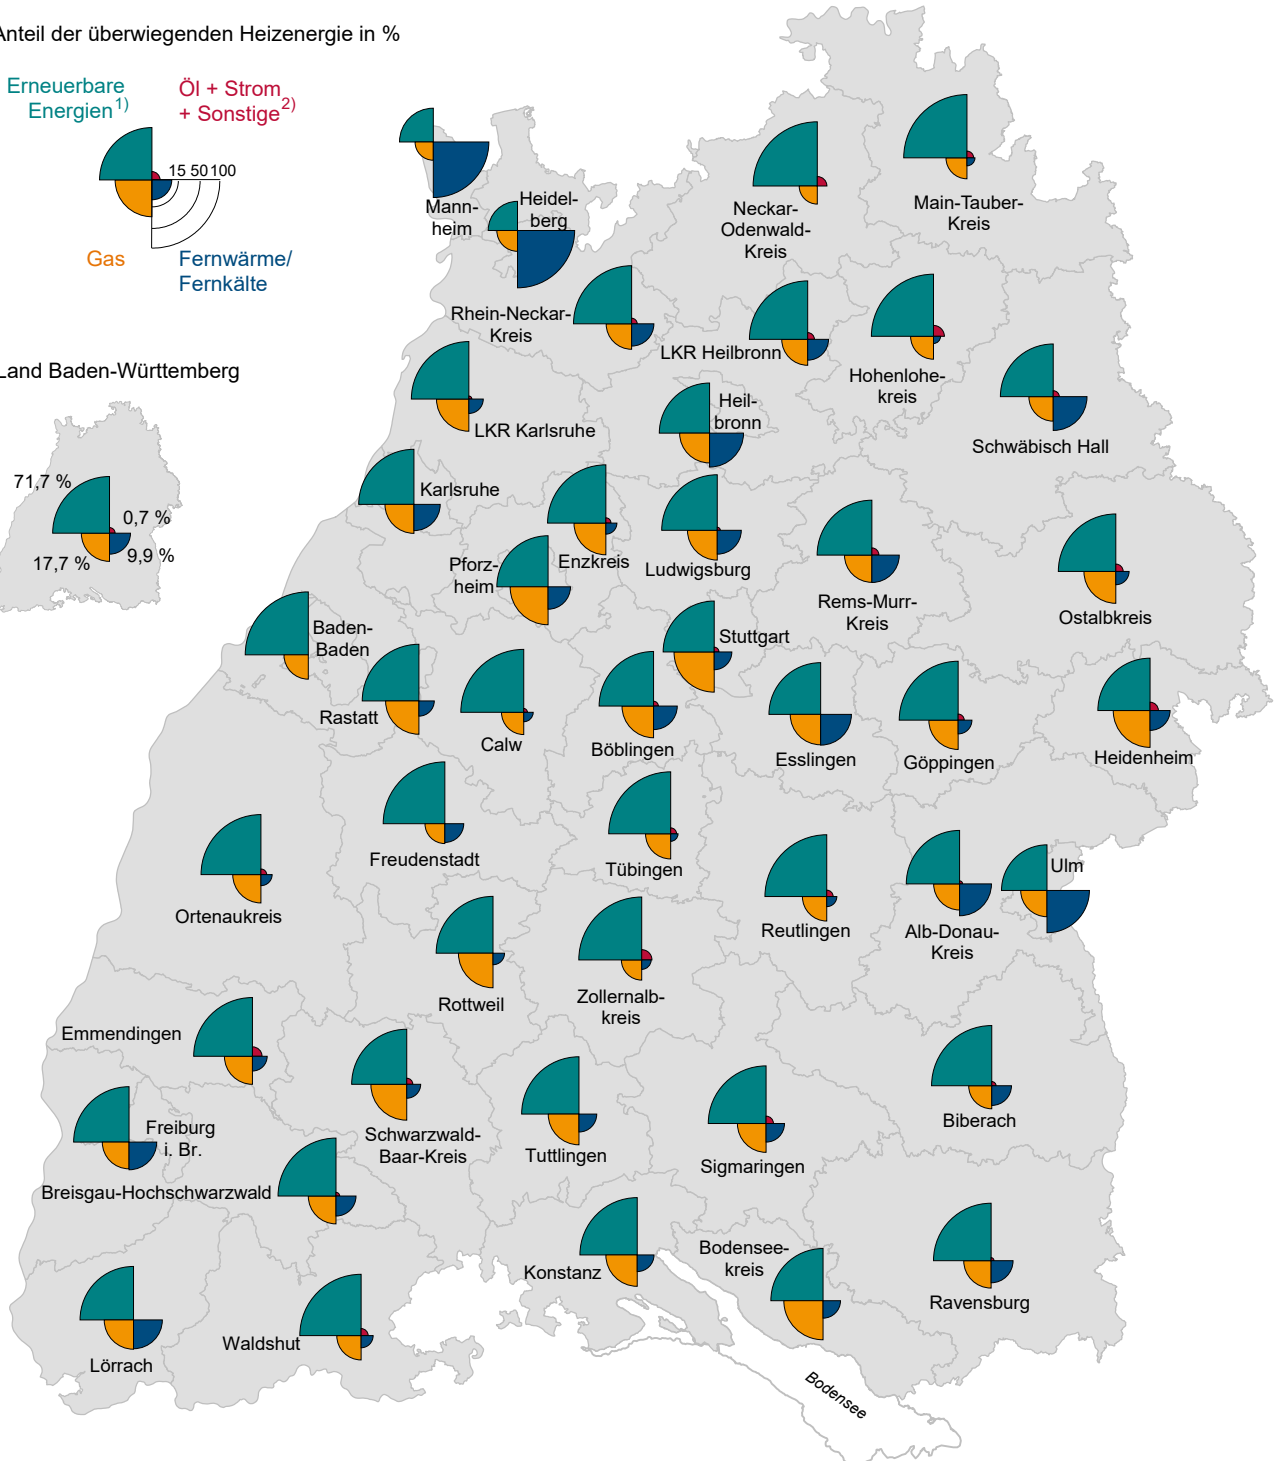 Anteil der überwiegenden Heizenergie in %
Erneuerbare
Energien1)
Öl + Strom
+ Sonstige2)
15 50 100
Gas
Fernwärme/
Fernkälte
Land Baden-Württemberg
71,7 %
0,7 %
17,7 %
9,9 %
Mann-
heim
Heidel-
berg
Neckar-
Odenwald-
Kreis
Main-Tauber-
Kreis
Rhein-Neckar-
Kreis
LKR Heilbronn
Hohenlohe-
kreis
Schwäbisch Hall
LKR Karlsruhe
Heil-
bronn
Karlsruhe
Pforz-
heim
Enzkreis
Ludwigsburg
Rems-Murr-
Kreis
Ostalbkreis
Baden-
Baden
Rastatt
Calw
Böblingen
Stuttgart
Esslingen
Göppingen
Heidenheim
Freudenstadt
Tübingen
Ortenaukreis
Reutlingen
Alb-Donau-
Kreis
Ulm
Rottweil
Zollernalb-
kreis
Emmendingen
Freiburg
i. Br.
Schwarzwald-
Baar-Kreis
Tuttlingen
Sigmaringen
Biberach
Breisgau-Hochschwarzwald
Konstanz
Bodensee-
kreis
Ravensburg
Lörrach
Waldshut
Bodensee